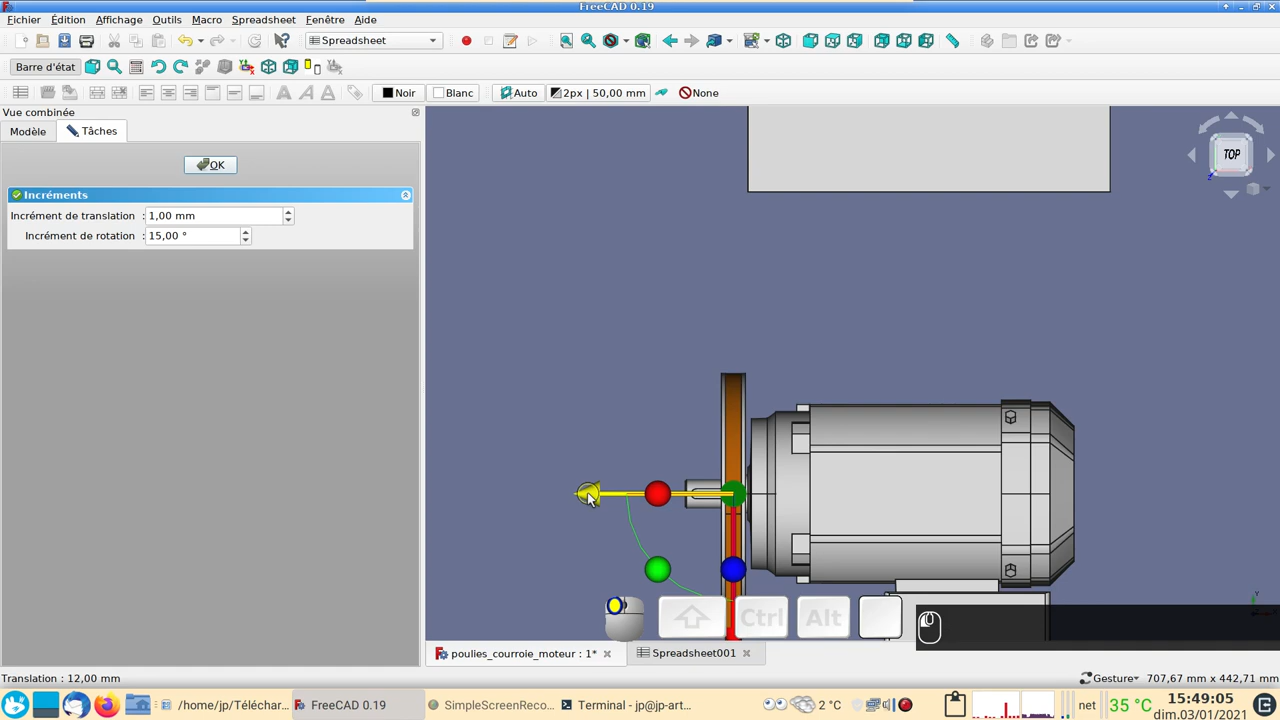 FreeCAD 0.19
Fichier Édition Affichage Outils Macro Spreadsheet Fenêtre Aide
Spreadsheet
Barre d'état
Noir Blanc Auto 2px | 50,00 mm None
Vue combinée
Modèle Tâches
OK
Incréments
Incrément de translation : 1,00 mm
Incrément de rotation : 15,00 °
TOP
Ctrl Alt
poulies_courroie_moteur : 1* Spreadsheet001
Translation : 12,00 mm Gesture 707,67 mm x 442,71 mm
/home/jp/Téléchar... FreeCAD 0.19 SimpleScreenReco... Terminal - jp@jp-art... 2 °C net 35 °C 15:49:05
dim.03/01/2021